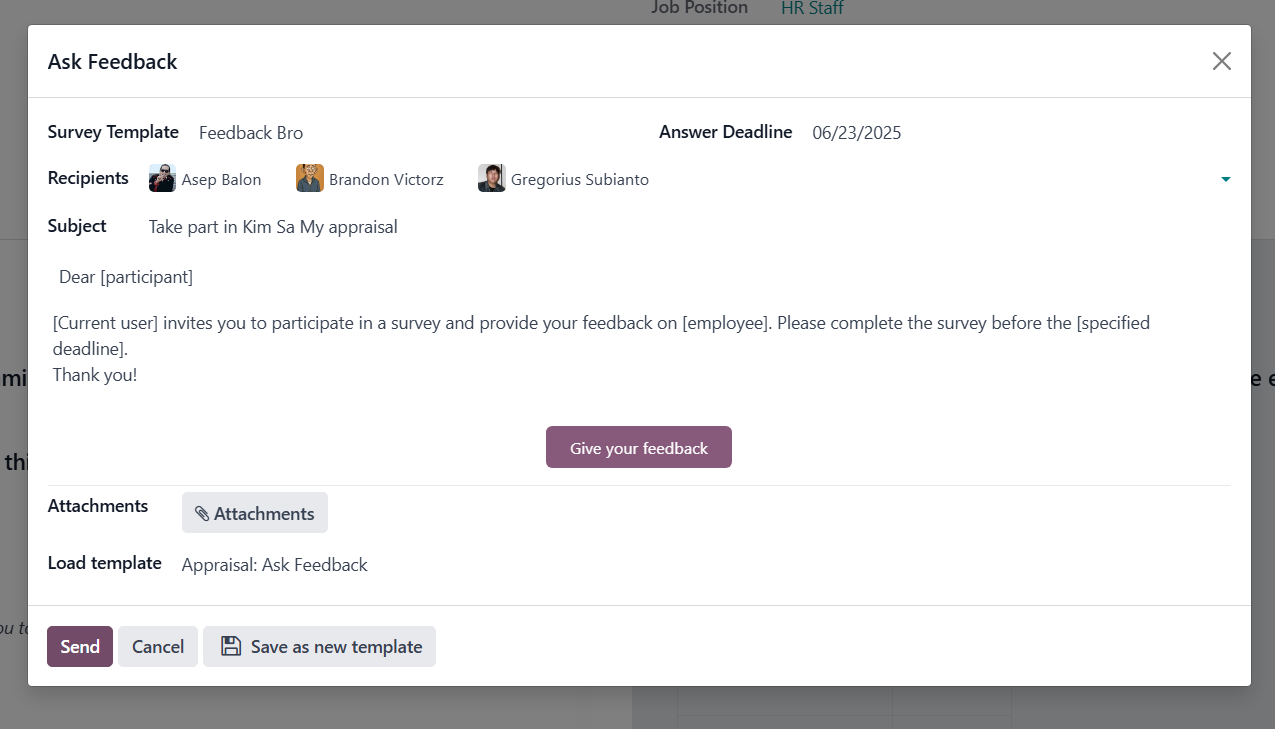 Job Position HR Staff
Ask Feedback
Survey Template Feedback Bro Answer Deadline 06/23/2025
Recipients Asep Balon Brandon Victorz Gregorius Subianto
Subject Take part in Kim Sa My appraisal
Dear [participant]
[Current user] invites you to participate in a survey and provide your feedback on [employee]. Please complete the survey before the [specified
deadline].
Thank you!
Give your feedback
Attachments Attachments
Load template Appraisal: Ask Feedback
Send Cancel Save as new template